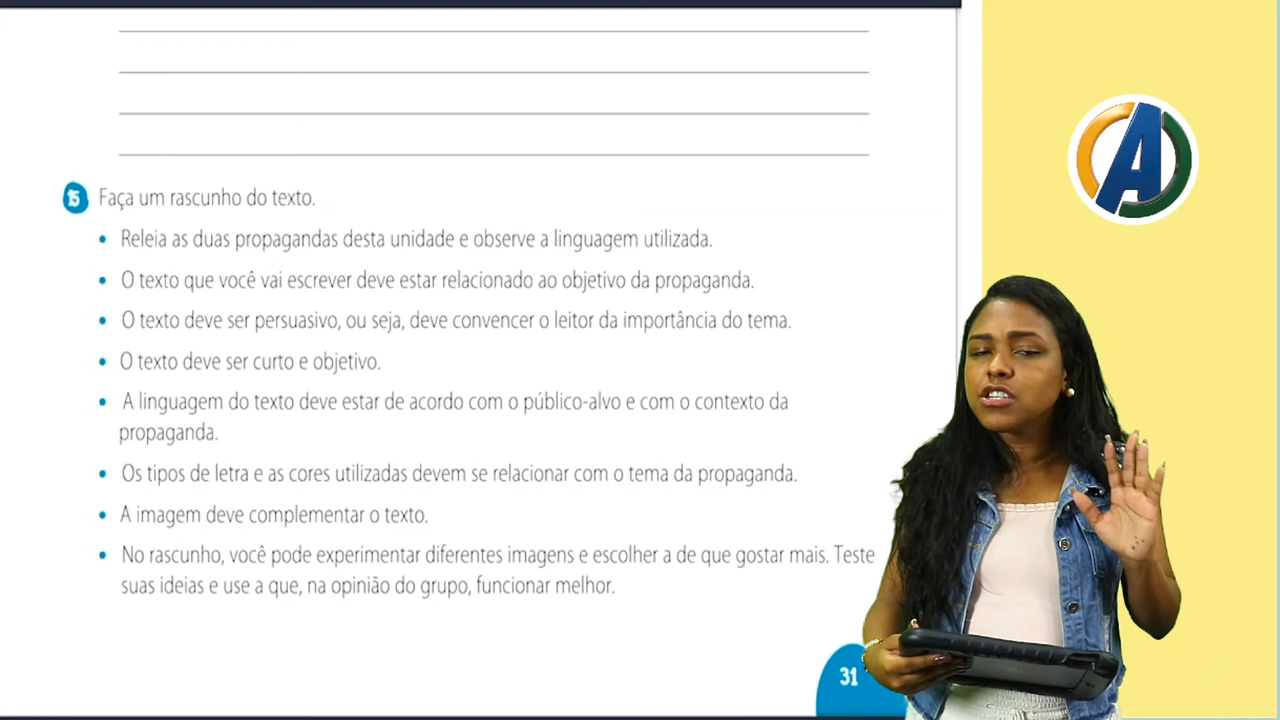 15 Faça um rascunho do texto.
• Releia as duas propagandas desta unidade e observe a linguagem utilizada.
• O texto que você vai escrever deve estar relacionado ao objetivo da propaganda.
• O texto deve ser persuasivo, ou seja, deve convencer o leitor da importância do tema.
• O texto deve ser curto e objetivo.
• A linguagem do texto deve estar de acordo com o público-alvo e com o contexto da
propaganda.
• Os tipos de letra e as cores utilizadas devem se relacionar com o tema da propaganda.
• A imagem deve complementar o texto.
• No rascunho, você pode experimentar diferentes imagens e escolher a de que gostar mais. Teste
suas ideias e use a que, na opinião do grupo, funcionar melhor.
31
A